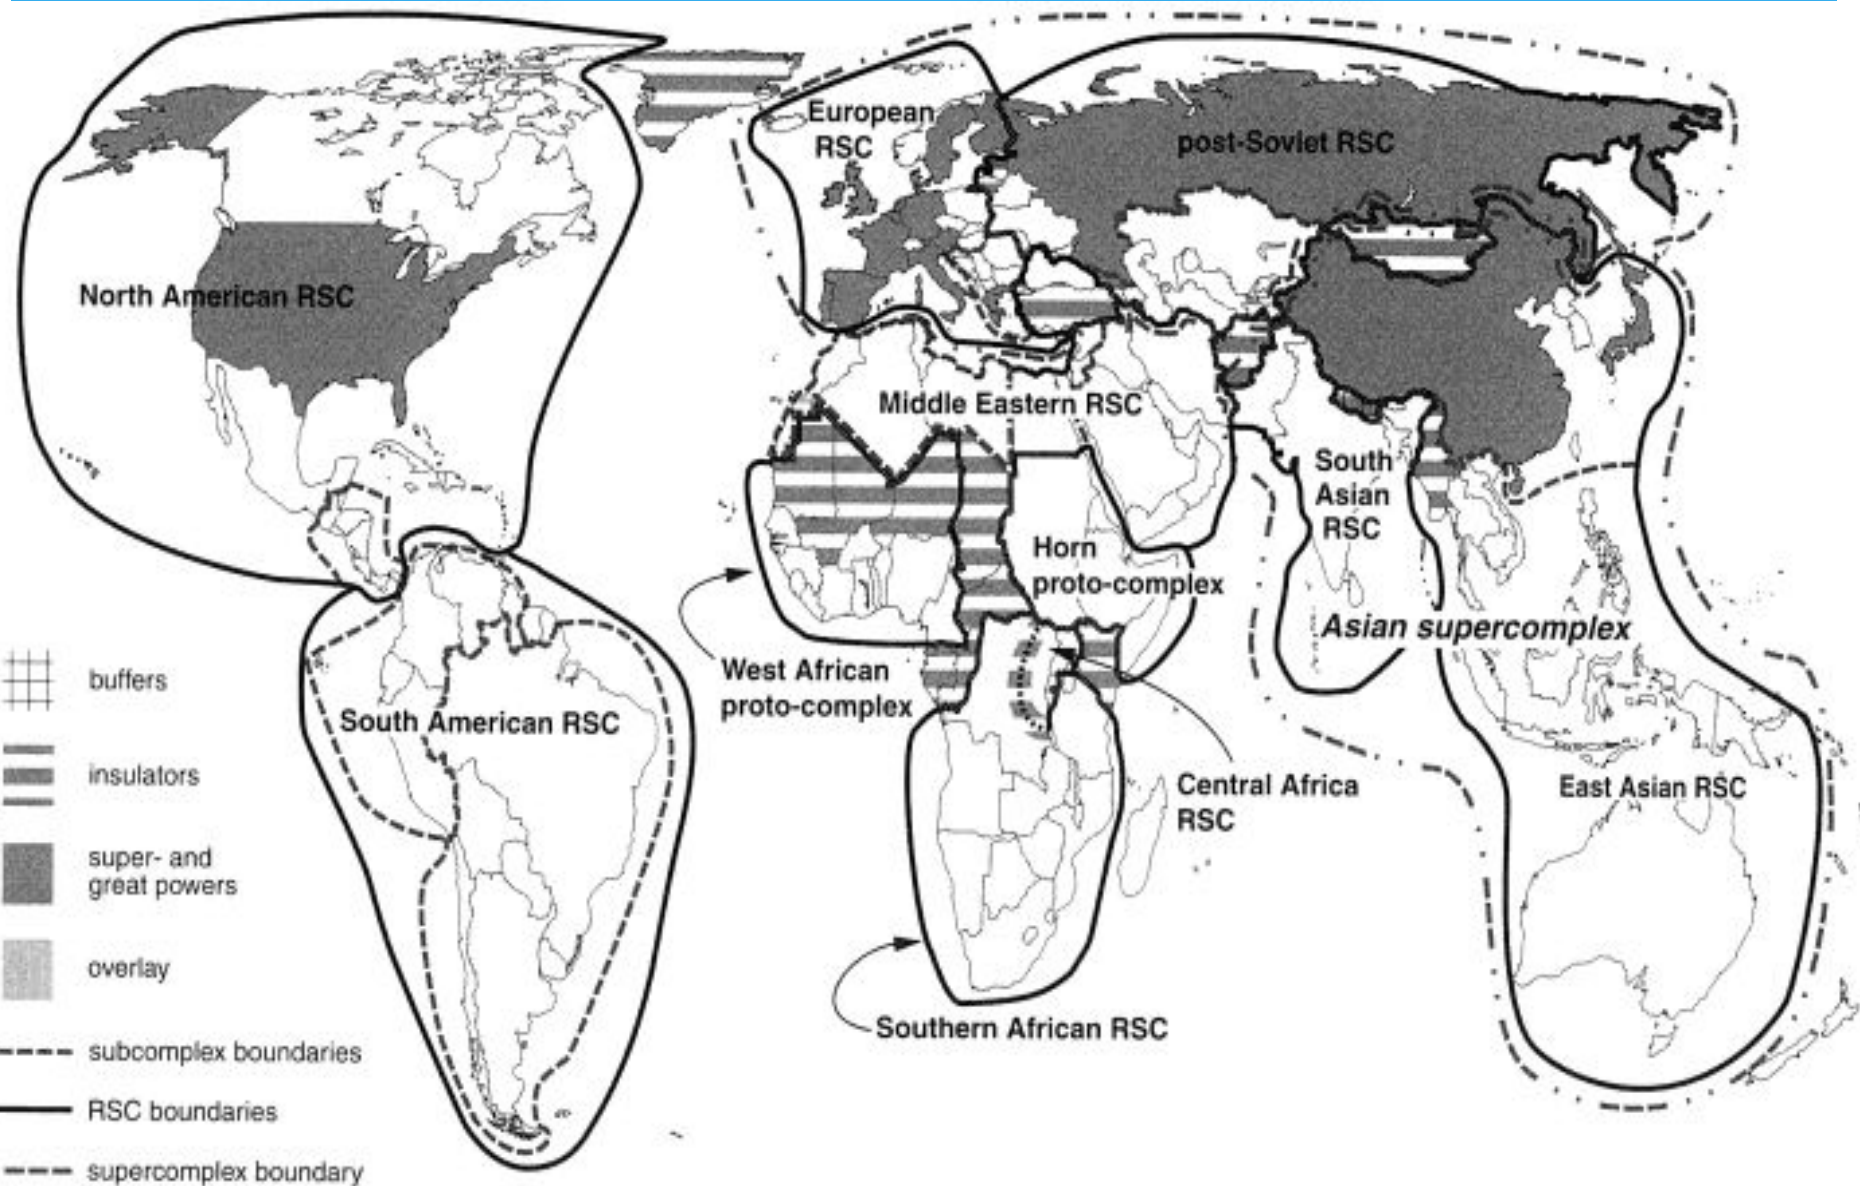 European
RSC
post-Soviet RSC
North American RSC
Middle Eastern RSC
South
Asian
RSC
Horn
proto-complex
Asian supercomplex
West African
proto-complex
South American RSC
Central Africa
RSC
East Asian RSC
Southern African RSC
buffers
insulators
super- and
great powers
overlay
subcomplex boundaries
RSC boundaries
supercomplex boundary